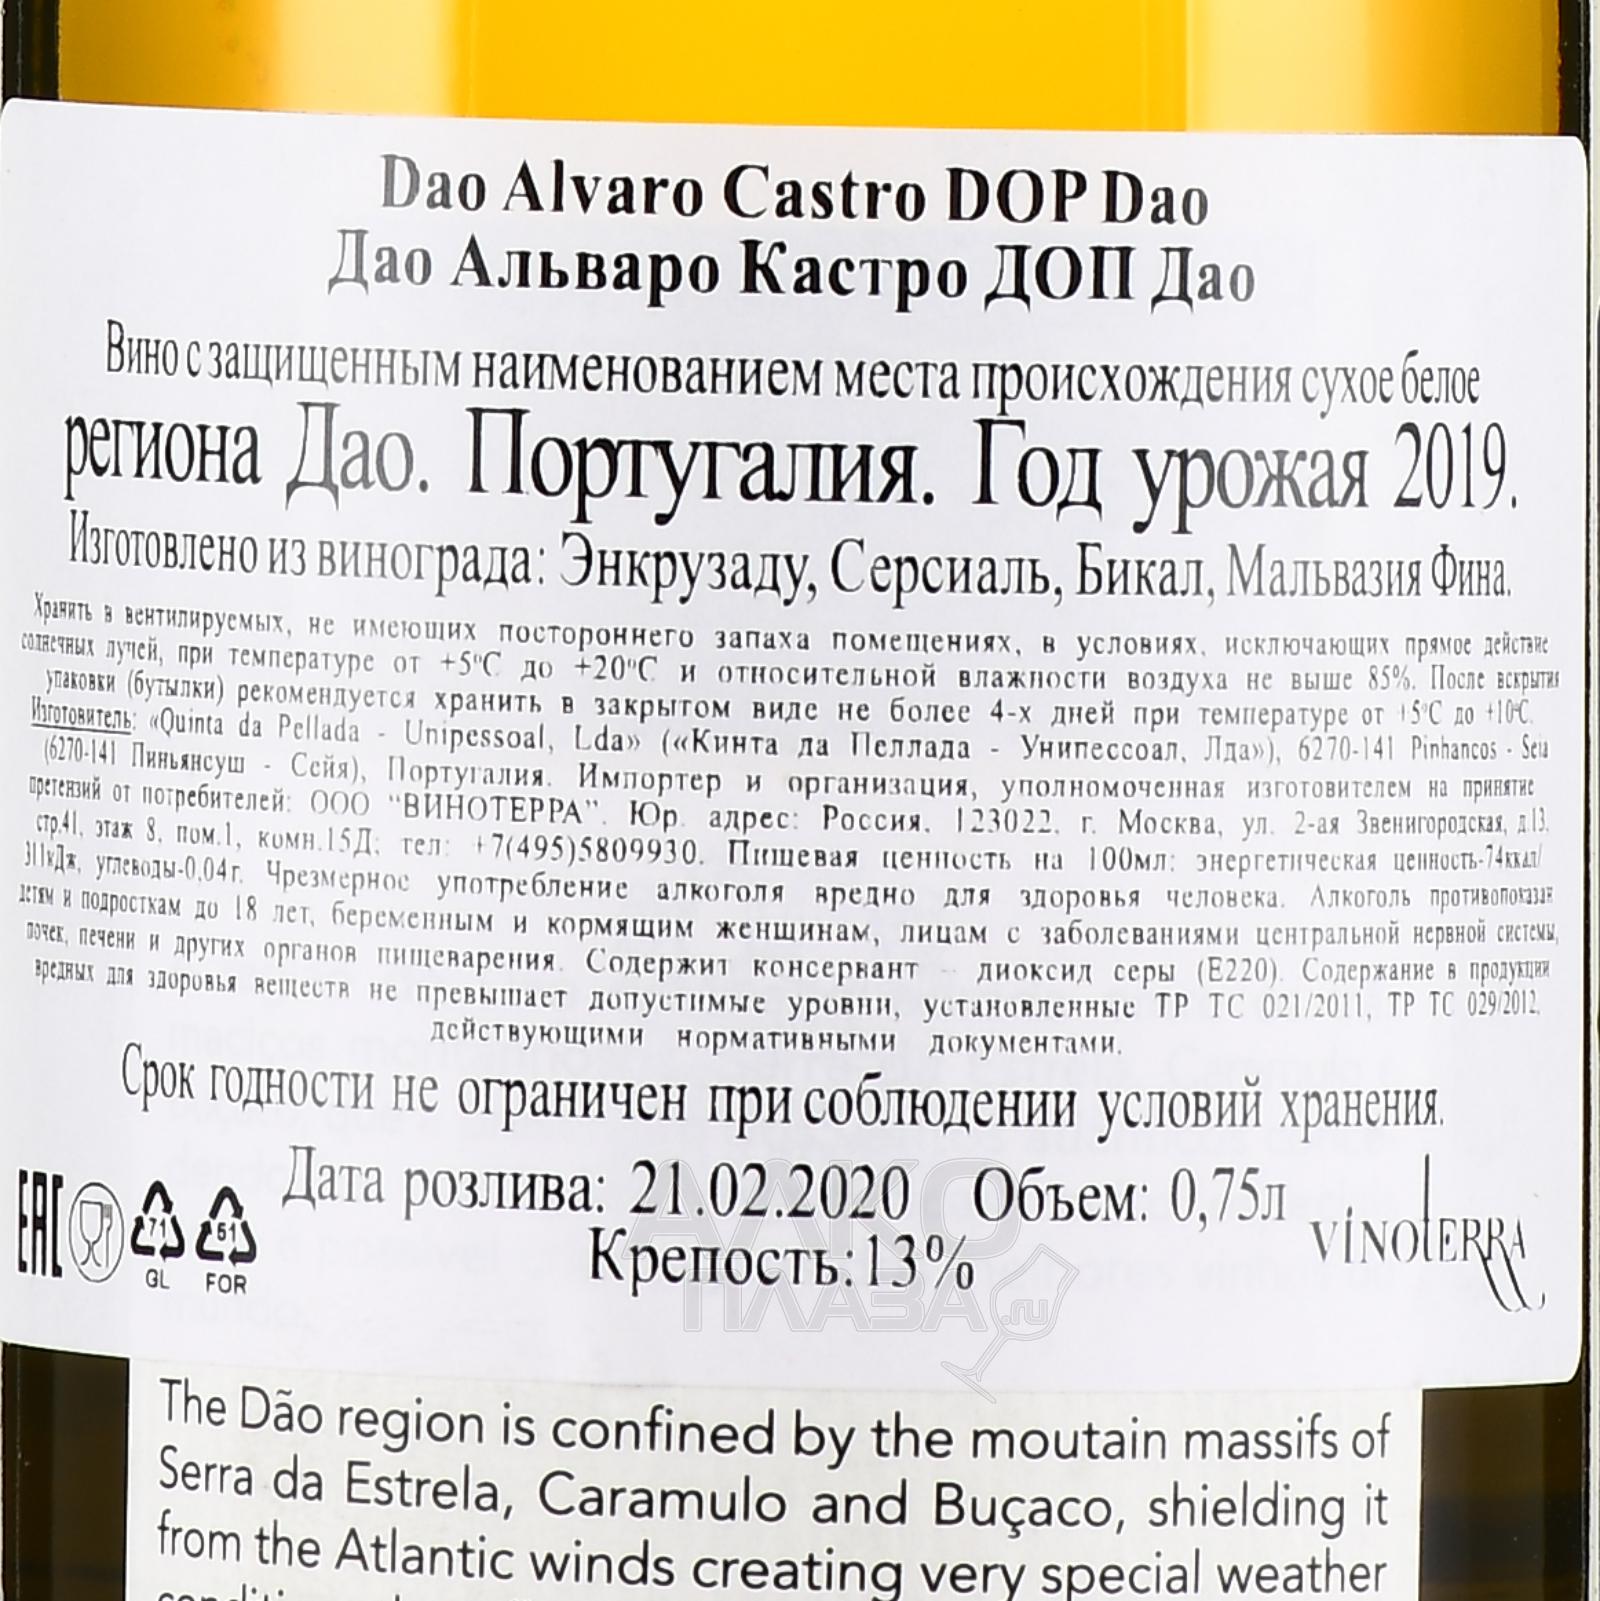 Dao Alvaro Castro DOP Dao
Дао Альваро Кастро ДОП Дао
Вино с защищенным наименованием места происхождения сухое белое
региона Дао. Португалия. Год урожая 2019.
Изготовлено из винограда: Энкрузаду, Серсиаль, Бикал, Мальвазия Фина.
Хранить в вентилируемых, не имеющих постороннего запаха помещениях, в условиях, исключающих прямое действие
солнечных лучей, при температуре от +5°C до +20°C и относительной влажности воздуха не выше 85%. После вскрытия
упаковки (бутылки) рекомендуется хранить в закрытом виде не более 4-х дней при температуре от +5°C до +10°C.
Изготовитель: «Quinta da Pellada - Unipessoal, Lda» («Кинта да Пеллада - Унипессоал, Лда»), 6270-141 Pinhancos - Seia
(6270-141 Пиньянсуш - Сейя), Португалия. Импортер и организация, уполномоченная изготовителем на принятие
претензий от потребителей: ООО "ВИНОТЕРРА". Юр. адрес: Россия, 123022, г. Москва, ул. 2-ая Звенигородская, д.13,
стр.41, этаж 8, пом.1, комн.15Д; тел: +7(495)5809930. Пищевая ценность на 100мл: энергетическая ценность-74ккал/
311кДж, углеводы-0,04г. Чрезмерное употребление алкоголя вредно для здоровья человека. Алкоголь противопоказан
детям и подросткам до 18 лет, беременным и кормящим женщинам, лицам с заболеваниями центральной нервной системы,
почек, печени и других органов пищеварения. Содержит консервант - диоксид серы (Е220). Содержание в продукции
вредных для здоровья веществ не превышает допустимые уровни, установленные ТР ТС 021/2011, ТР ТС 029/2012,
действующими нормативными документами.
Срок годности не ограничен при соблюдении условий хранения.
Дата розлива: 21.02.2020 Объем: 0,75л
Крепость: 13%
EAC 71 GL 51 FOR
VINOTERRA
АЛКО
ПЛАЗА.ru
The Dão region is confined by the moutain massifs of
Serra da Estrela, Caramulo and Buçaco, shielding it
from the Atlantic winds creating very special weather